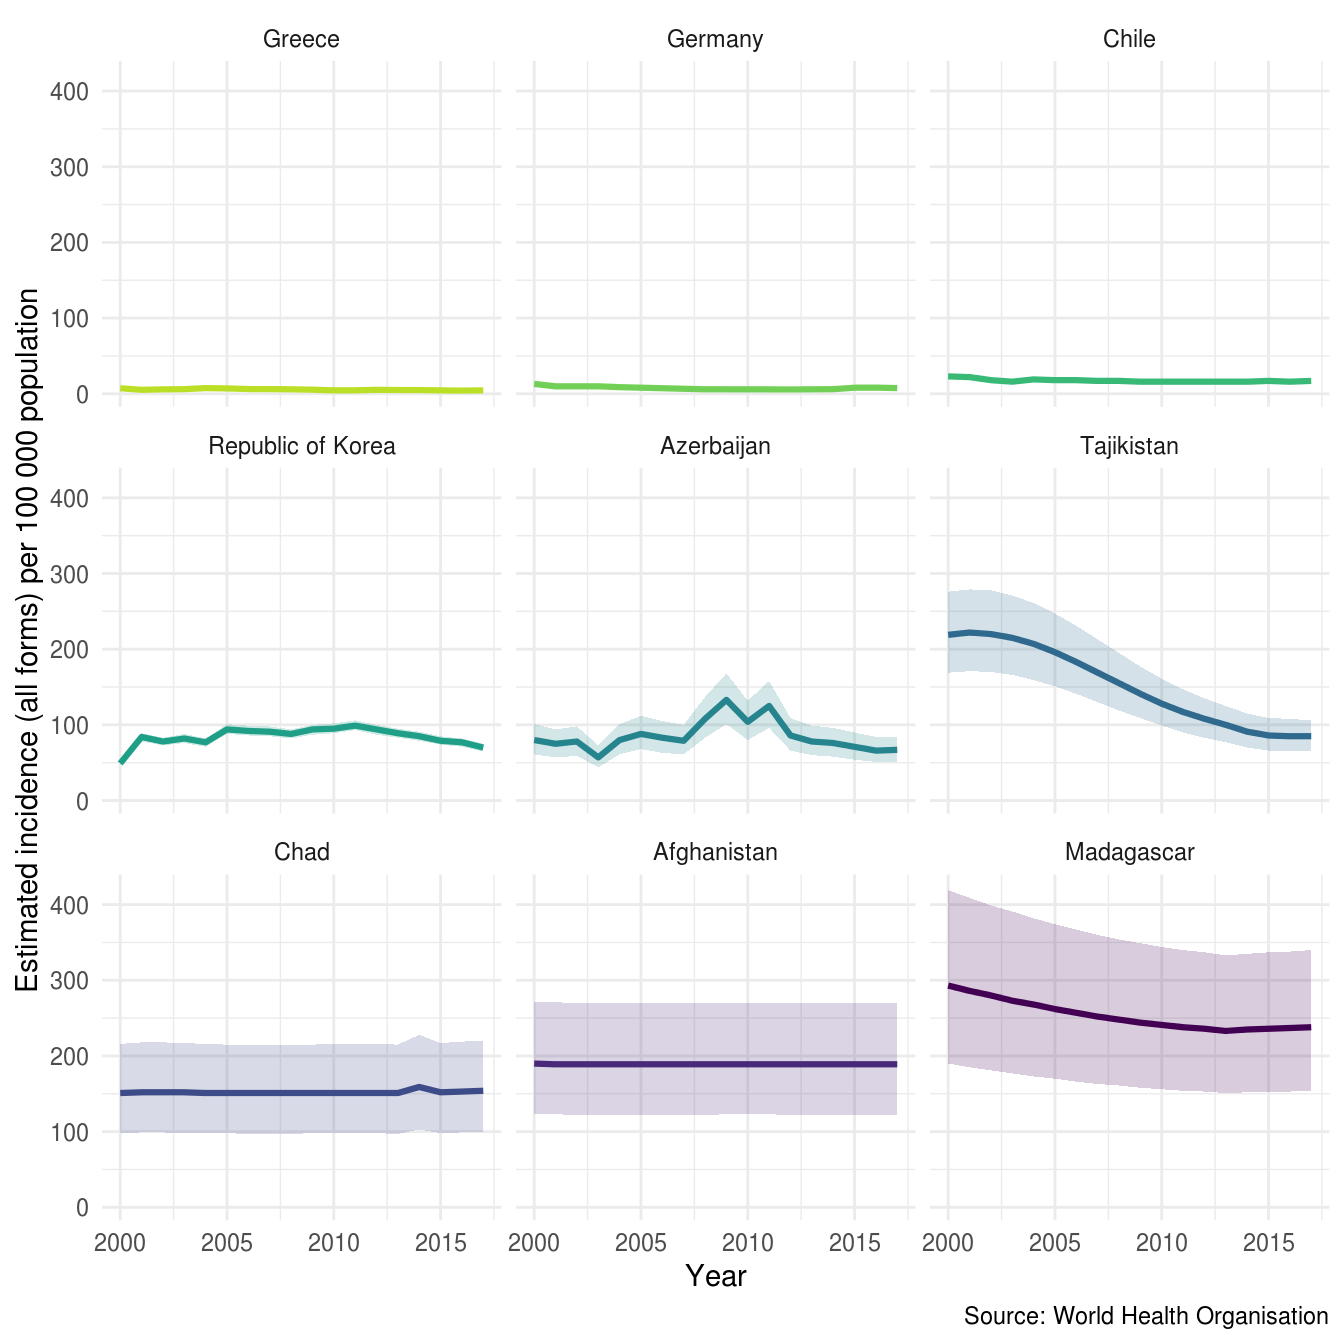 Greece
Germany
Chile
400
300
200
100
0
Republic of Korea
Azerbaijan
Tajikistan
400
300
200
100
0
Chad
Afghanistan
Madagascar
400
300
200
100
0
2000 2005 2010 2015
2000 2005 2010 2015
2000 2005 2010 2015
Estimated incidence (all forms) per 100 000 population
Year
Source: World Health Organisation